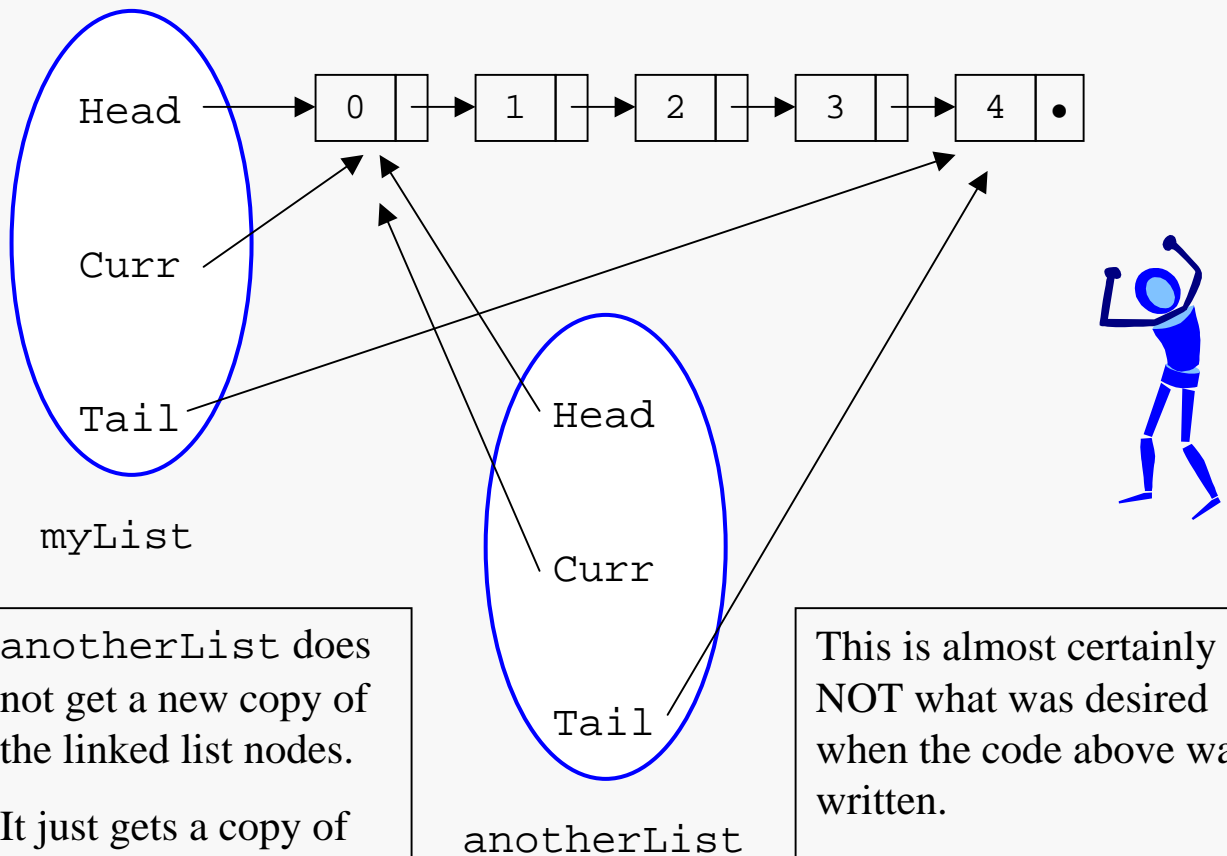 Head
0
1
2
3
4
Curr
Tail
myList
Head
Curr
Tail
anotherList
anotherList does
not get a new copy of
the linked list nodes.
It just gets a copy of
This is almost certainly
NOT what was desired
when the code above
written.